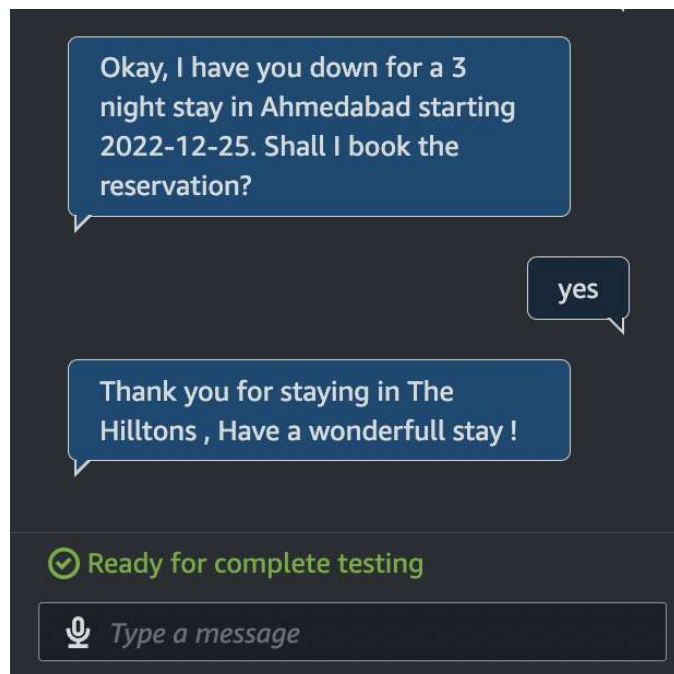 Okay, I have you down for a 3
night stay in Ahmedabad starting
2022-12-25. Shall I book the
reservation?
yes
Thank you for staying in The
Hilltons , Have a wonderfull stay !
Ready for complete testing
Type a message